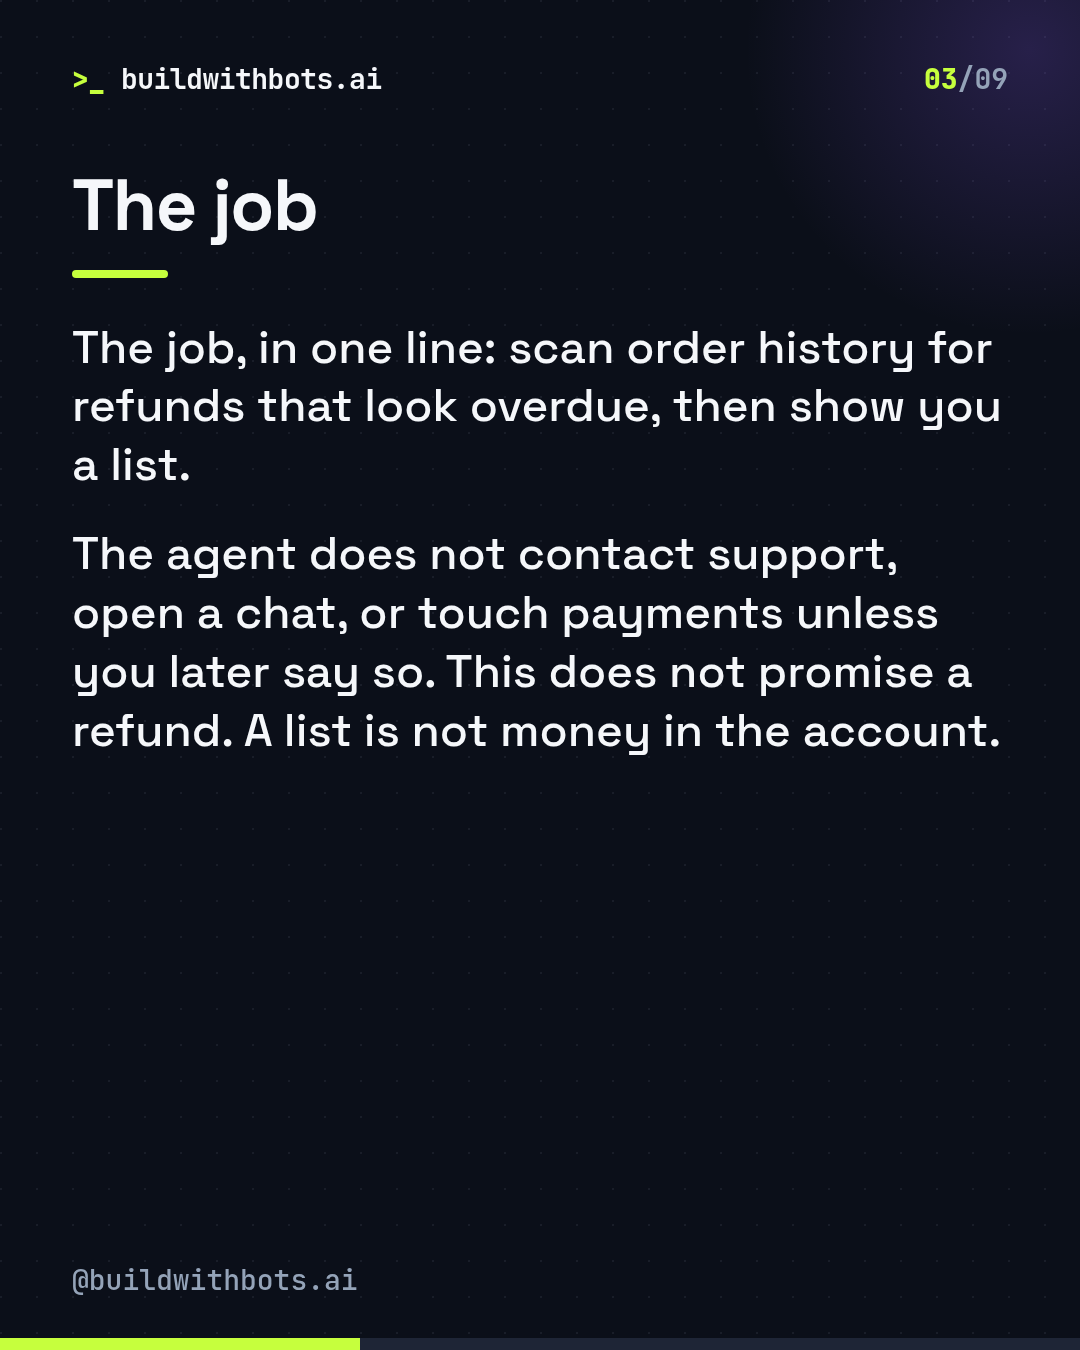 >_ buildwithbots.ai
03/09
The job
The job, in one line: scan order history for
refunds that look overdue, then show you
a list.
The agent does not contact support,
open a chat, or touch payments unless
you later say so. This does not promise a
refund. A list is not money in the account.
@buildwithbots.ai